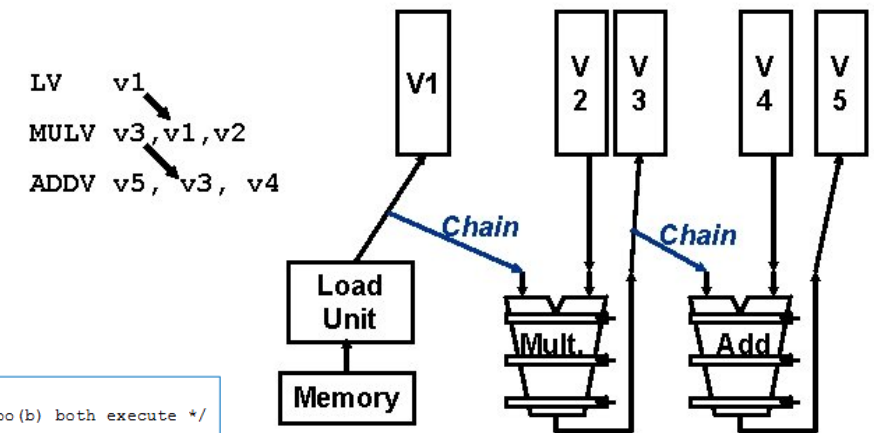 LV v1
MULV v3,v1,v2
ADDV v5, v3, v4
V1
V
2
V
3
V
4
V
5
Chain
Chain
Load
Unit
Mult.
Add
Memory
oo(b) both execute */